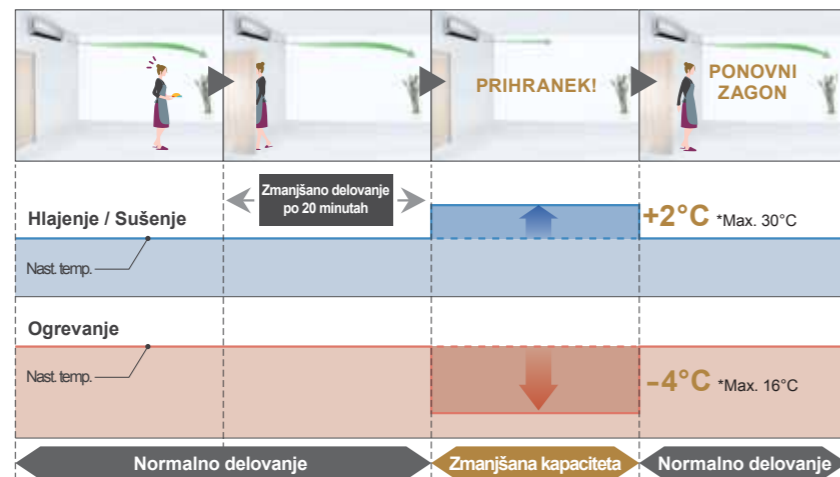 PRIHRANEK!
PONOVNI
ZAGON
Zmanjšano delovanje
po 20 minutah
Hlajenje / Sušenje
+2°C *Max. 30°C
Nast. temp.
Ogrevanje
Nast. temp.
–4°C *Max. 16°C
Normalno delovanje
Zmanjšana kapaciteta
Normalno delovanje